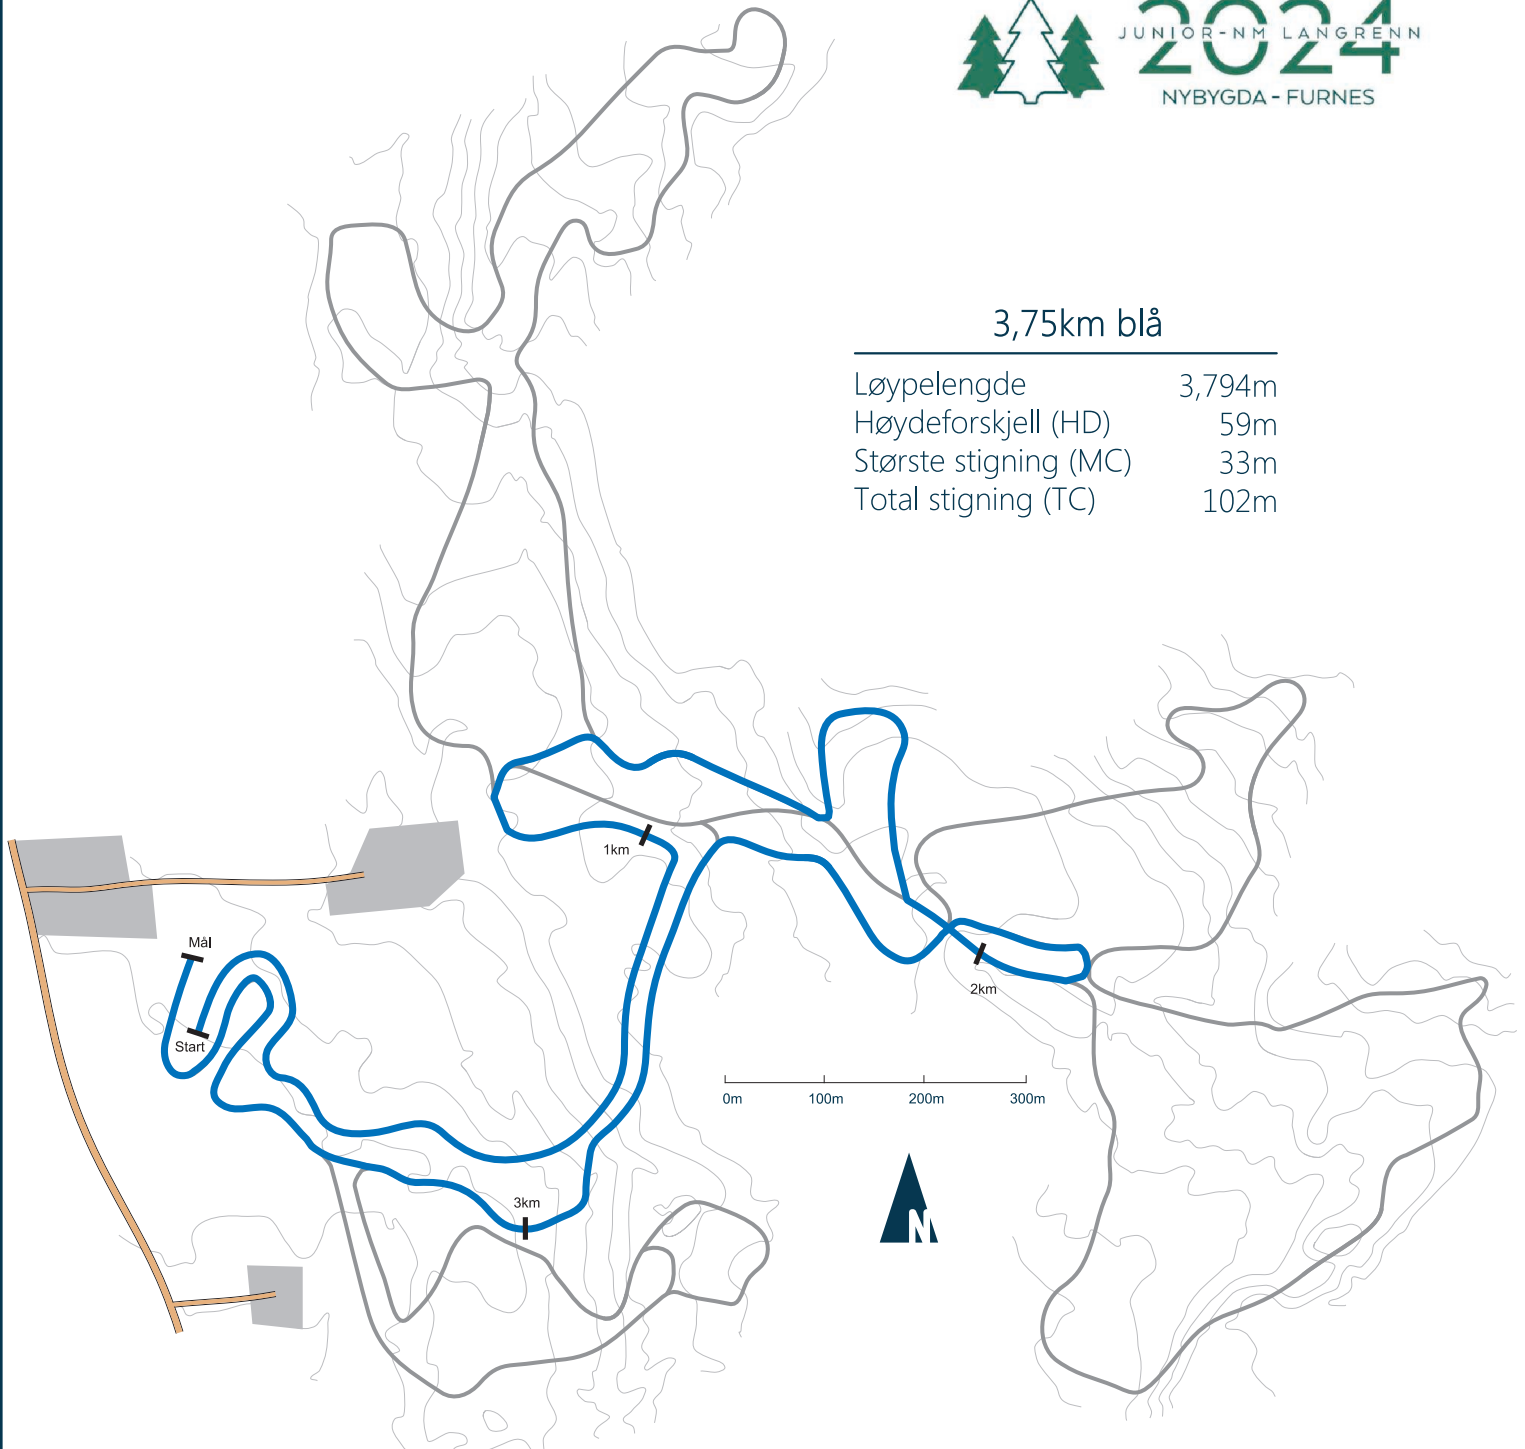 2024
JUNIOR-NM LANGRENN
NYBYGDA - FURNES
3,75km blå
Løypelengde 3,794m
Høydeforskjell (HD) 59m
Største stigning (MC) 33m
Total stigning (TC) 102m
1km
Mål
2km
Start
0m 100m 200m 300m
3km
N